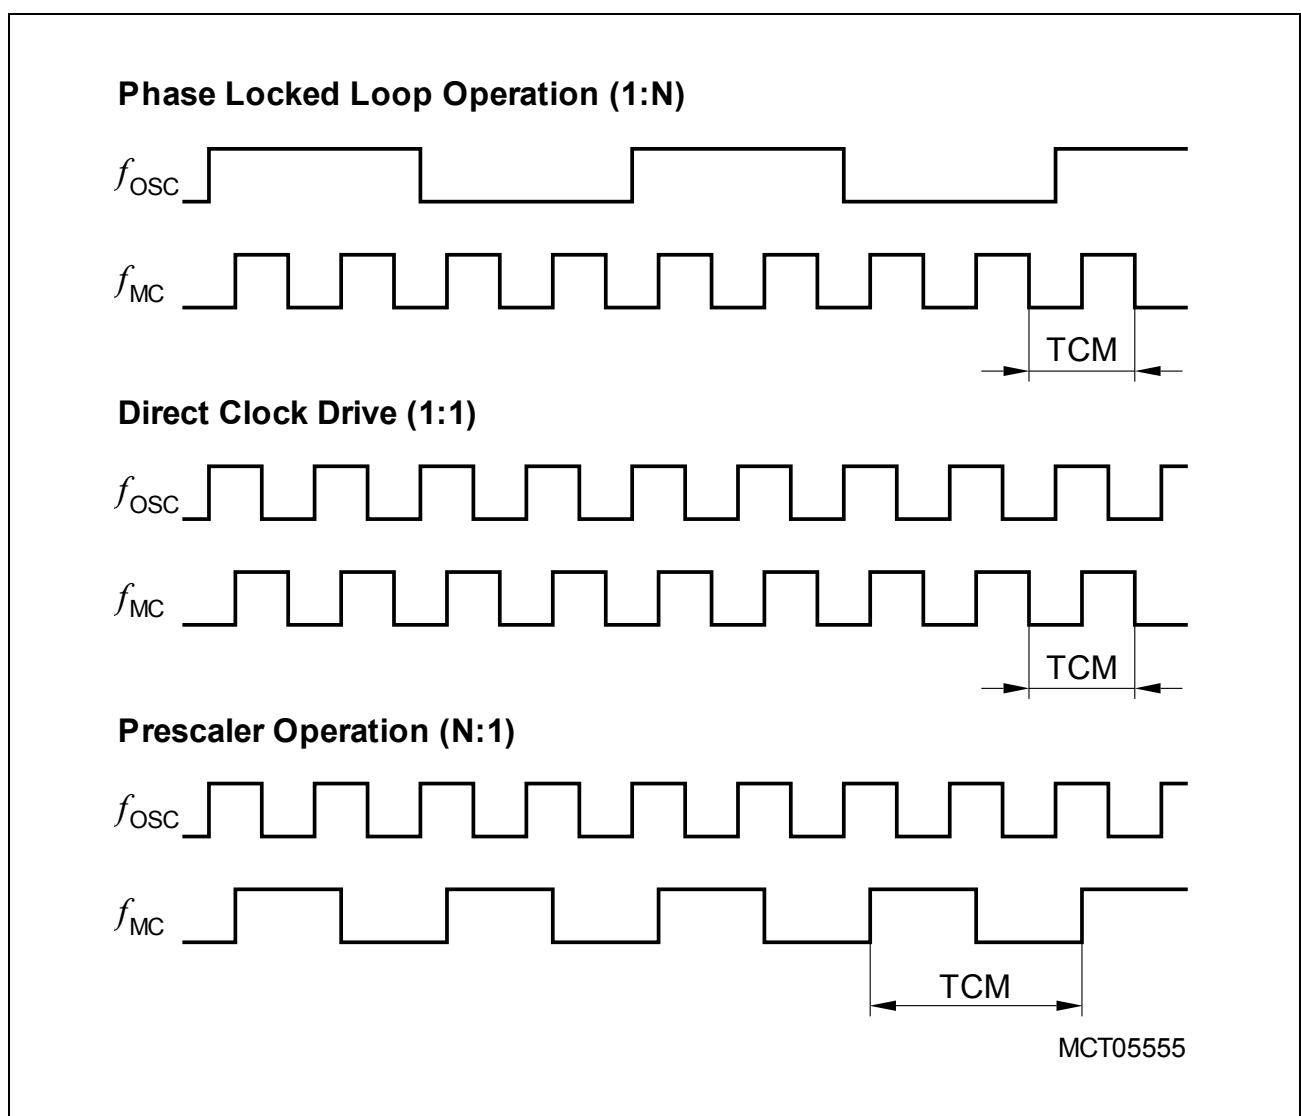 Phase Locked Loop Operation (1:N)
fOSC
fMC
TCM
Direct Clock Drive (1:1)
fOSC
fMC
TCM
Prescaler Operation (N:1)
fOSC
fMC
TCM
MCT05555